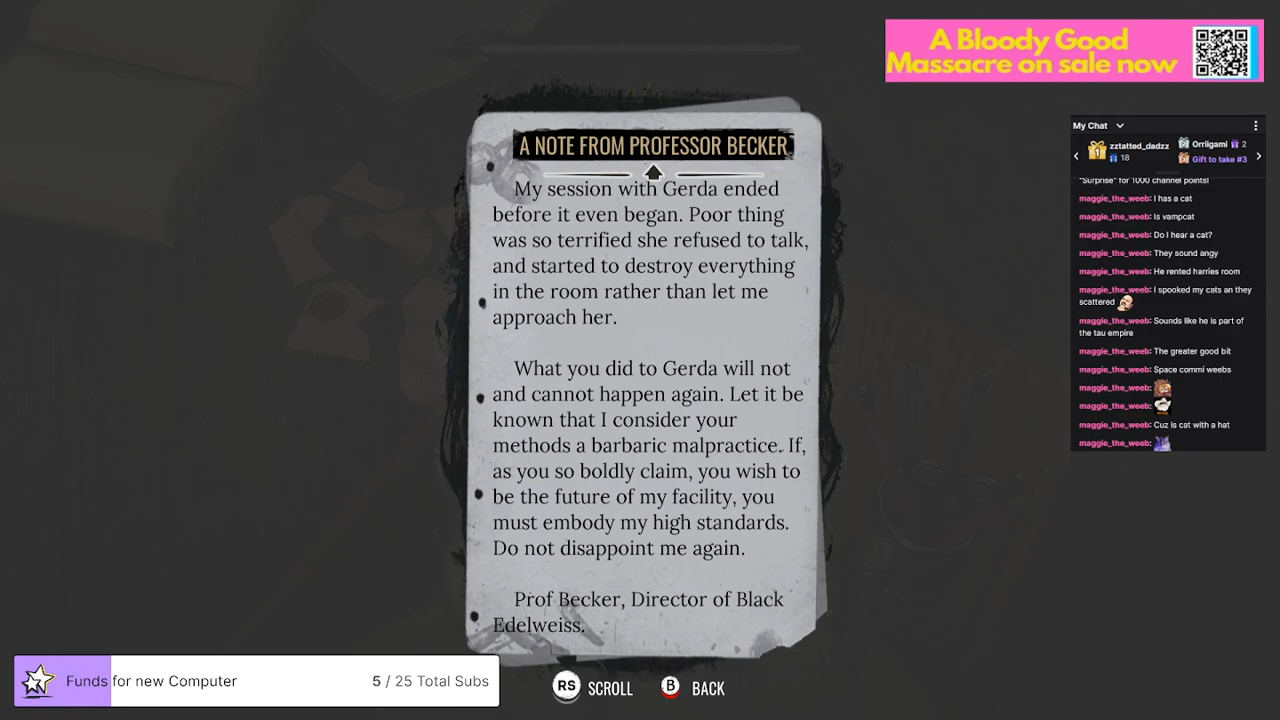 A Bloody Good
Massacre on sale now
A NOTE FROM PROFESSOR BECKER
My session with Gerda ended
before it even began. Poor thing
was so terrified she refused to talk,
and started to destroy everything
in the room rather than let me
approach her.
What you did to Gerda will not
and cannot happen again. Let it be
known that I consider your
methods a barbaric malpractice. If,
as you so boldly claim, you wish to
be the future of my facility, you
must embody my high standards.
Do not disappoint me again.
Prof Becker, Director of Black
Edelweiss.
My Chat
1 zztatted_dadzz
18
Orriigami 2
Gift to take #3
"Surprise" for 1000 channel points!
maggie_the_weeb: I has a cat
maggie_the_weeb: Is vampcat
maggie_the_weeb: Do I hear a cat?
maggie_the_weeb: They sound angy
maggie_the_weeb: He rented harries room
maggie_the_weeb: I spooked my cats an they
scattered
maggie_the_weeb: Sounds like he is part of
the tau empire
maggie_the_weeb: The greater good bit
maggie_the_weeb: Space commi weebs
maggie_the_weeb:
maggie_the_weeb:
maggie_the_weeb: Cuz is cat with a hat
maggie_the_weeb:
Funds for new Computer 5 / 25 Total Subs
RS SCROLL B BACK